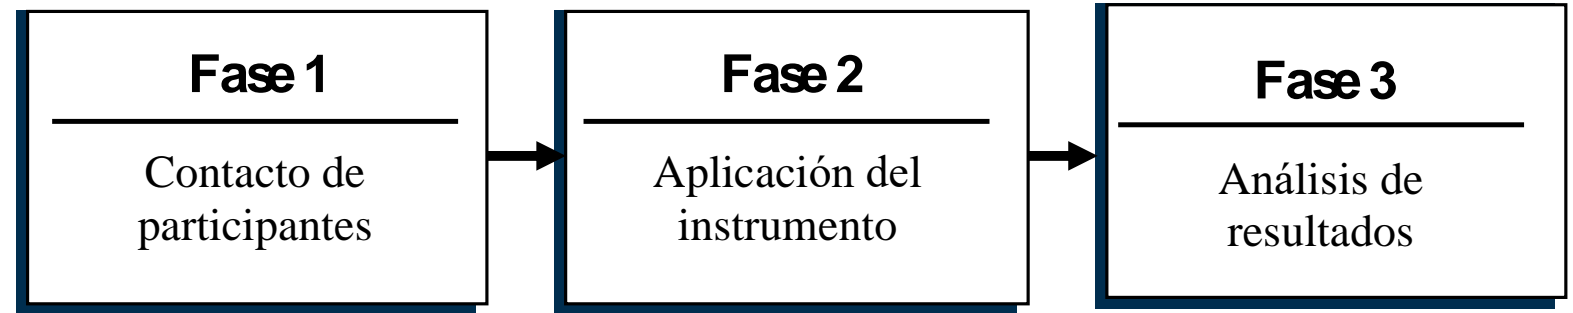 Fase 1
Contacto de
participantes
Fase 2
Aplicación del
instrumento
Fase 3
Análisis de
resultados